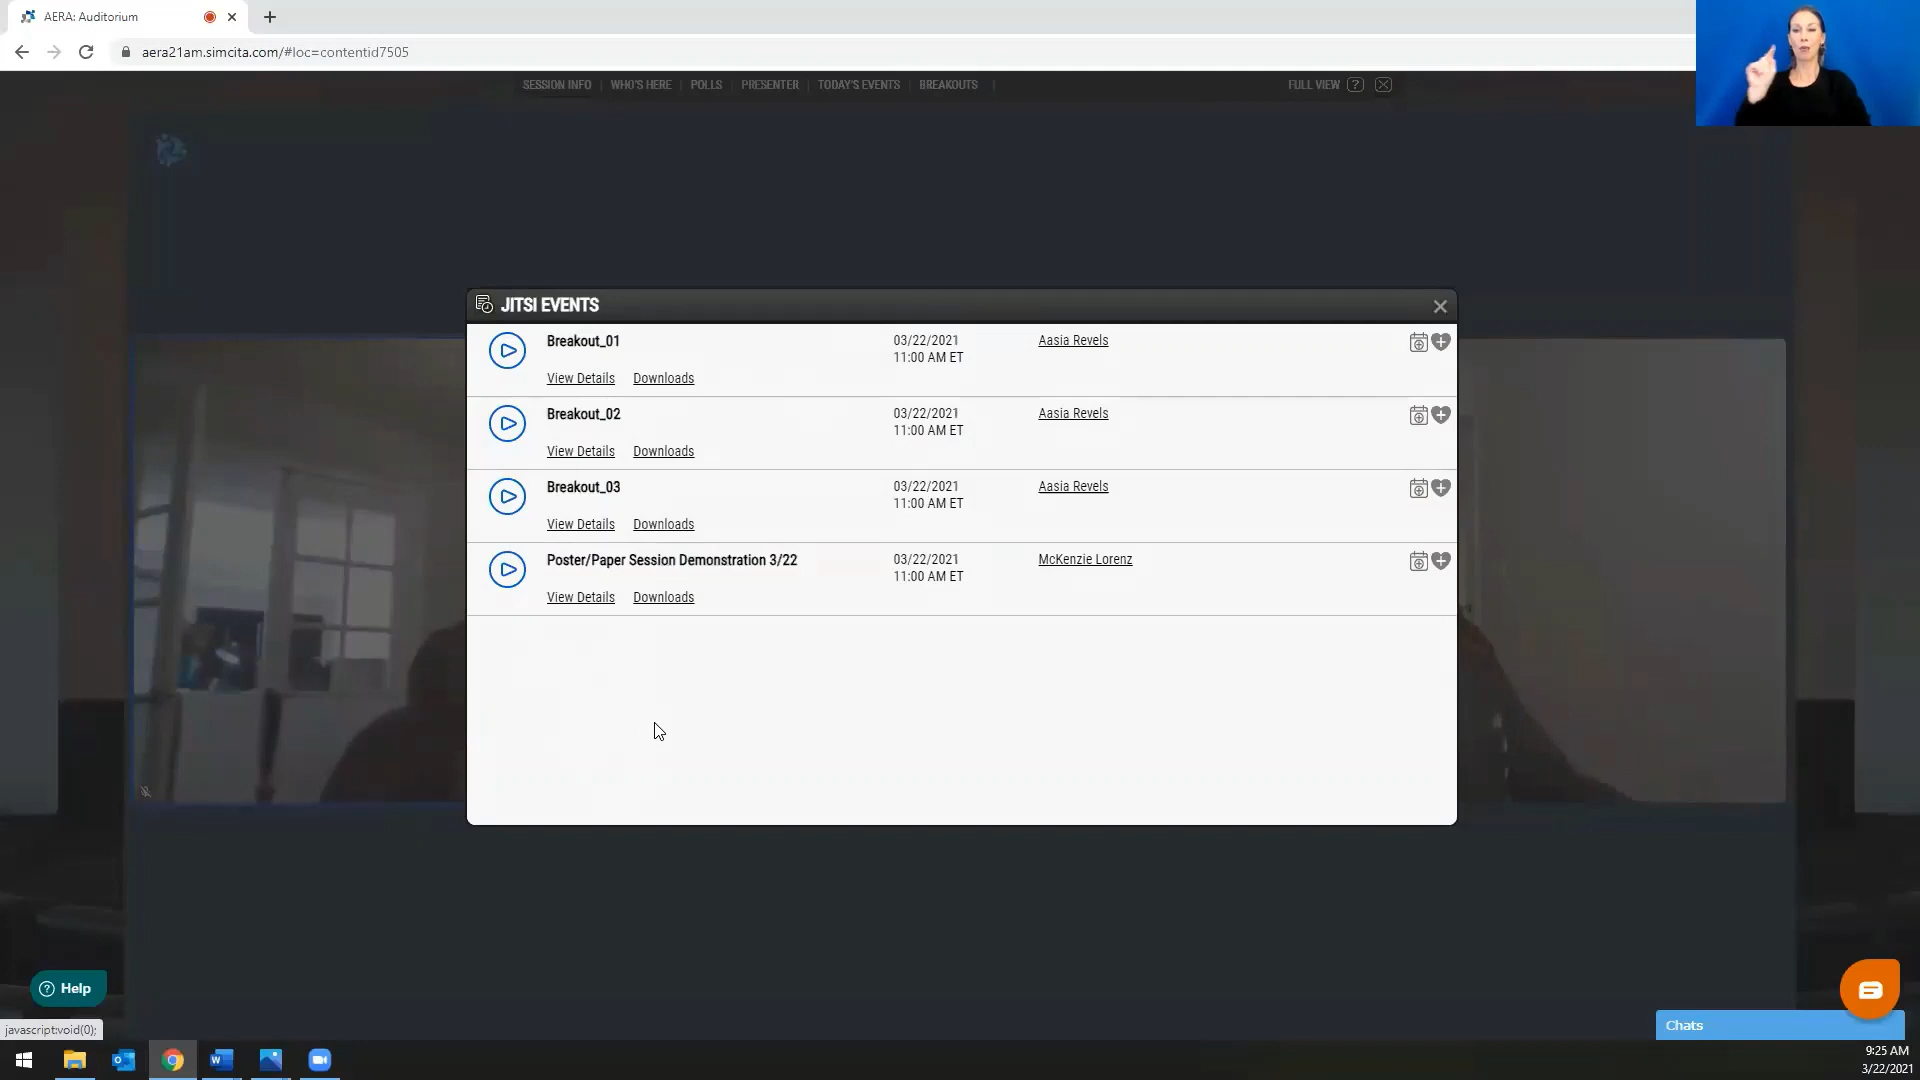 AERA: Auditorium
aera21am.simcita.com/#loc=contentid7505
SESSION INFO | WHO'S HERE | POLLS | PRESENTER | TODAY'S EVENTS | BREAKOUTS |
FULL VIEW ?
JITSI EVENTS
Breakout_01 03/22/2021 Aasia Revels
11:00 AM ET
View Details Downloads
Breakout_02 03/22/2021 Aasia Revels
11:00 AM ET
View Details Downloads
Breakout_03 03/22/2021 Aasia Revels
11:00 AM ET
View Details Downloads
Poster/Paper Session Demonstration 3/22 03/22/2021 McKenzie Lorenz
11:00 AM ET
View Details Downloads
? Help
Chats
javascript:void(0);
9:25 AM
3/22/2021